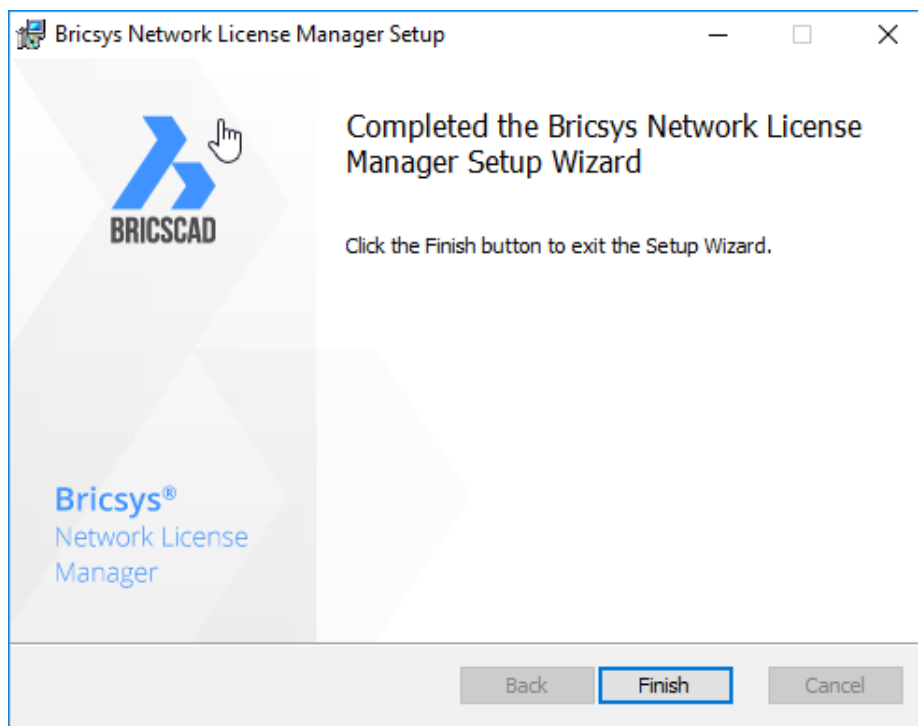 Bricsys Network License Manager Setup
Completed the Bricsys Network License
Manager Setup Wizard
BRICSCAD
Click the Finish button to exit the Setup Wizard.
Bricsys®
Network License
Manager
Back
Finish
Cancel